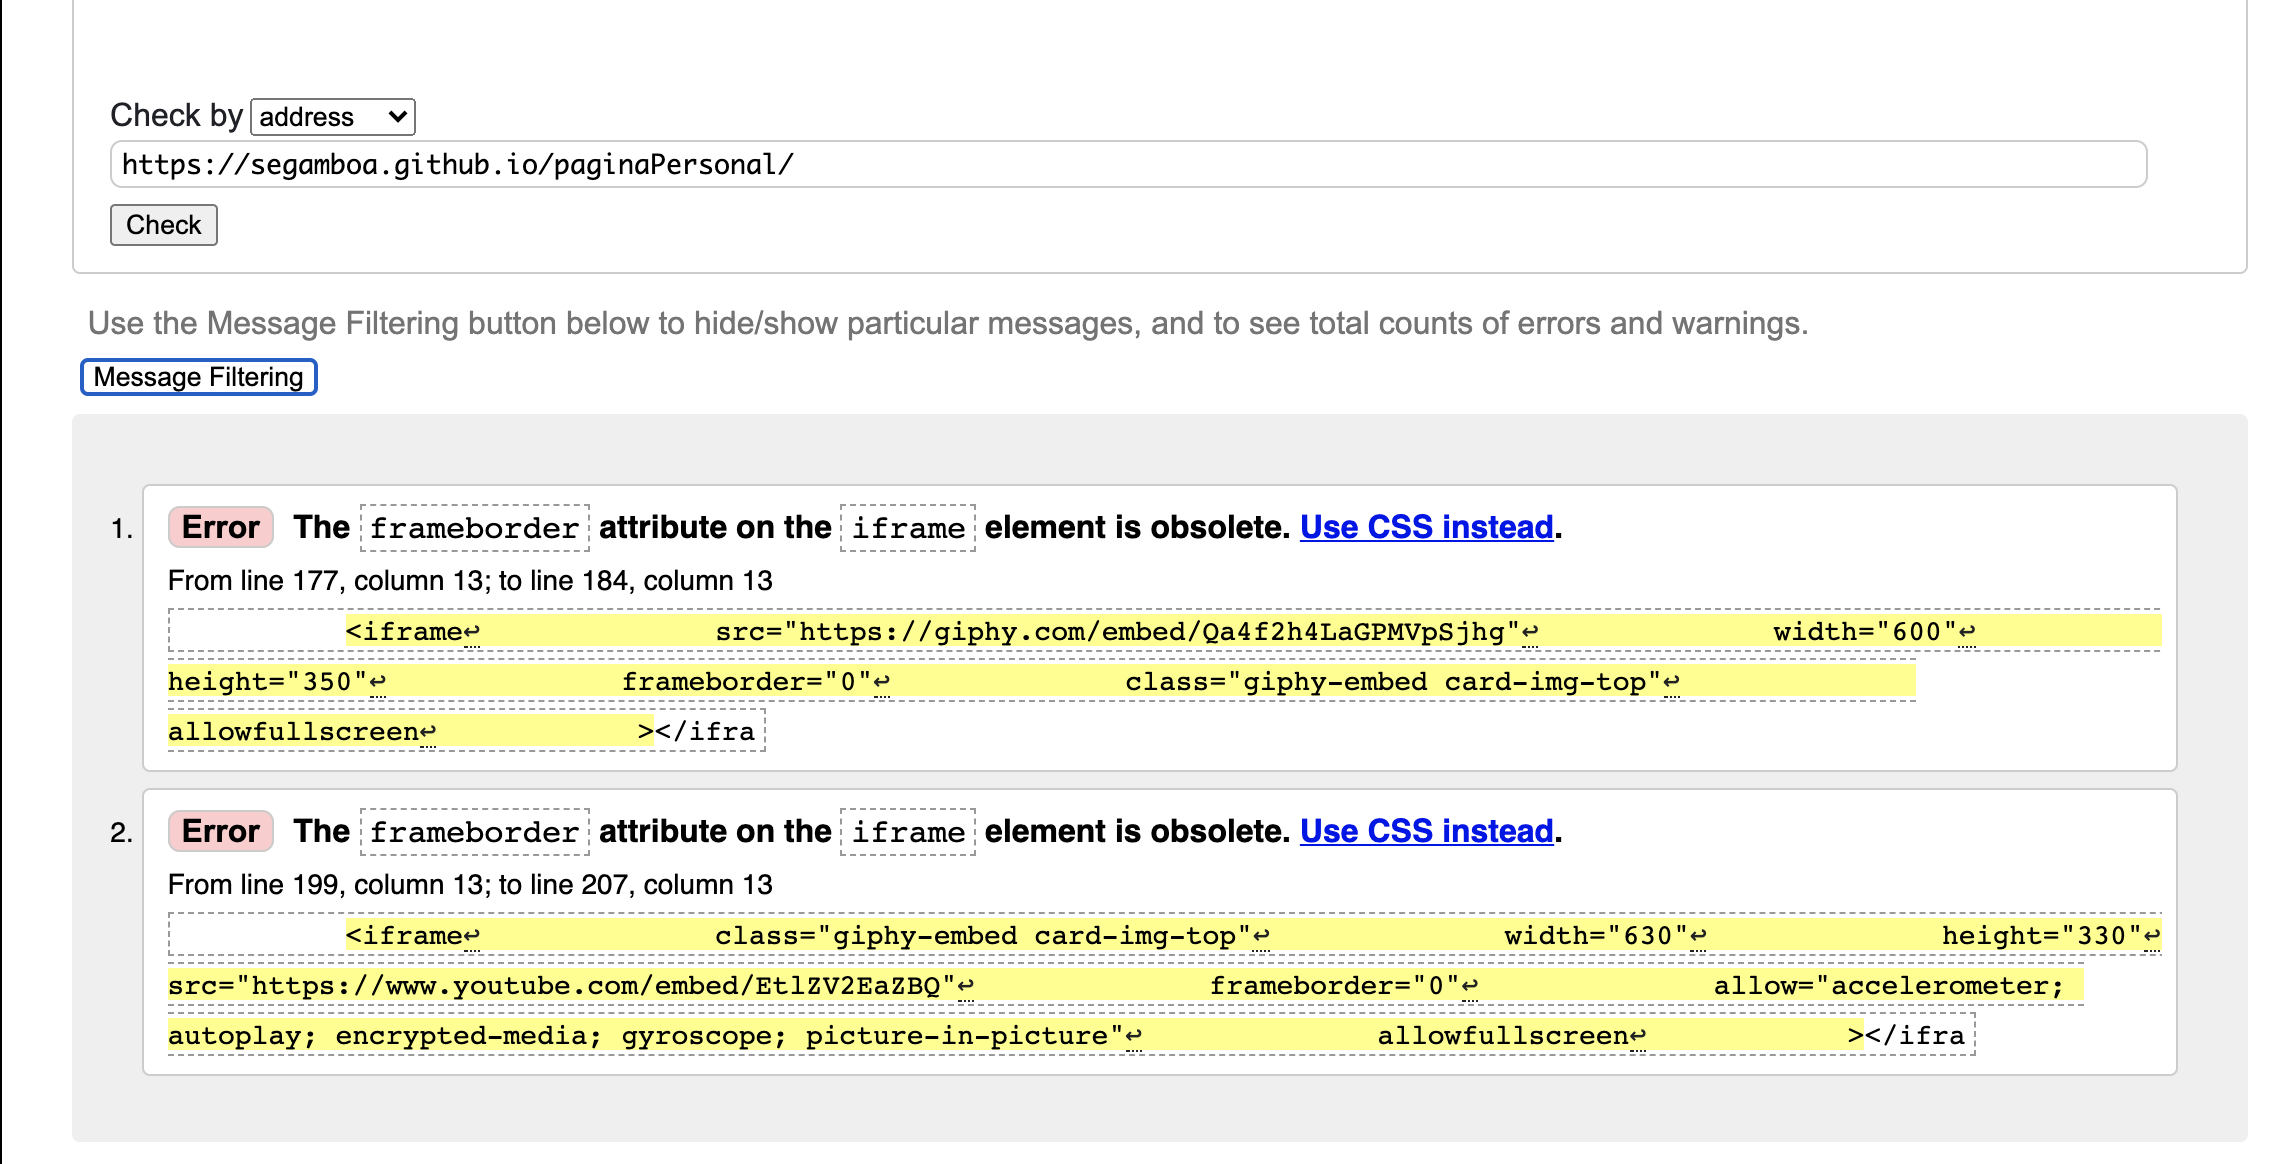 Check by address
https://segamboa.github.io/paginaPersonal/
Check
Use the Message Filtering button below to hide/show particular messages, and to see total counts of errors and warnings.
Message Filtering
1. Error The frameborder attribute on the iframe element is obsolete. Use CSS instead.
From line 177, column 13; to line 184, column 13
<iframe↩ src="https://giphy.com/embed/Qa4f2h4LaGPMVpSjhg"↩ width="600"↩
height="350"↩ frameborder="0"↩ class="giphy-embed card-img-top"↩
allowfullscreen↩ ></ifra
2. Error The frameborder attribute on the iframe element is obsolete. Use CSS instead.
From line 199, column 13; to line 207, column 13
<iframe↩ class="giphy-embed card-img-top"↩ width="630"↩ height="330"↩
src="https://www.youtube.com/embed/EtlZV2EaZBQ"↩ frameborder="0"↩ allow="accelerometer;
autoplay; encrypted-media; gyroscope; picture-in-picture"↩ allowfullscreen↩ ></ifra